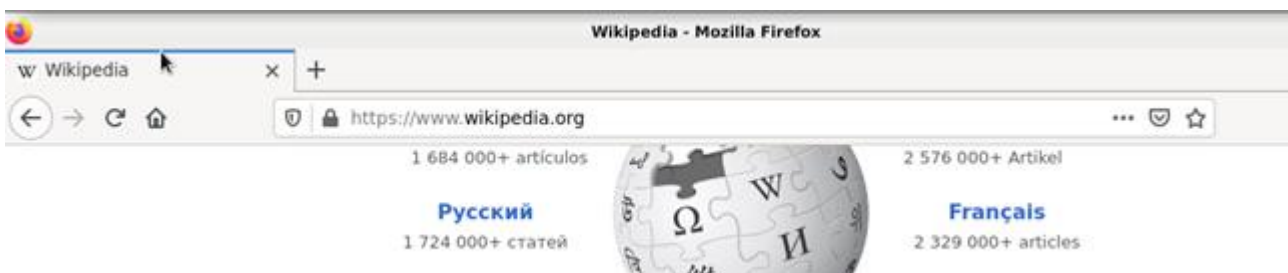 Wikipedia - Mozilla Firefox
W Wikipedia
https://www.wikipedia.org
1 684 000+ artículos
2 576 000+ Artikel
Русский
Français
1 724 000+ статей
2 329 000+ articles
Ω W И